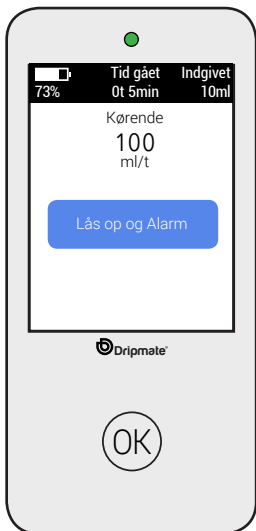 Tid gået Indgivet
73% 0t 5min 10ml
Kørende
100
ml/t
Lås op og Alarm
Dripmate®
OK